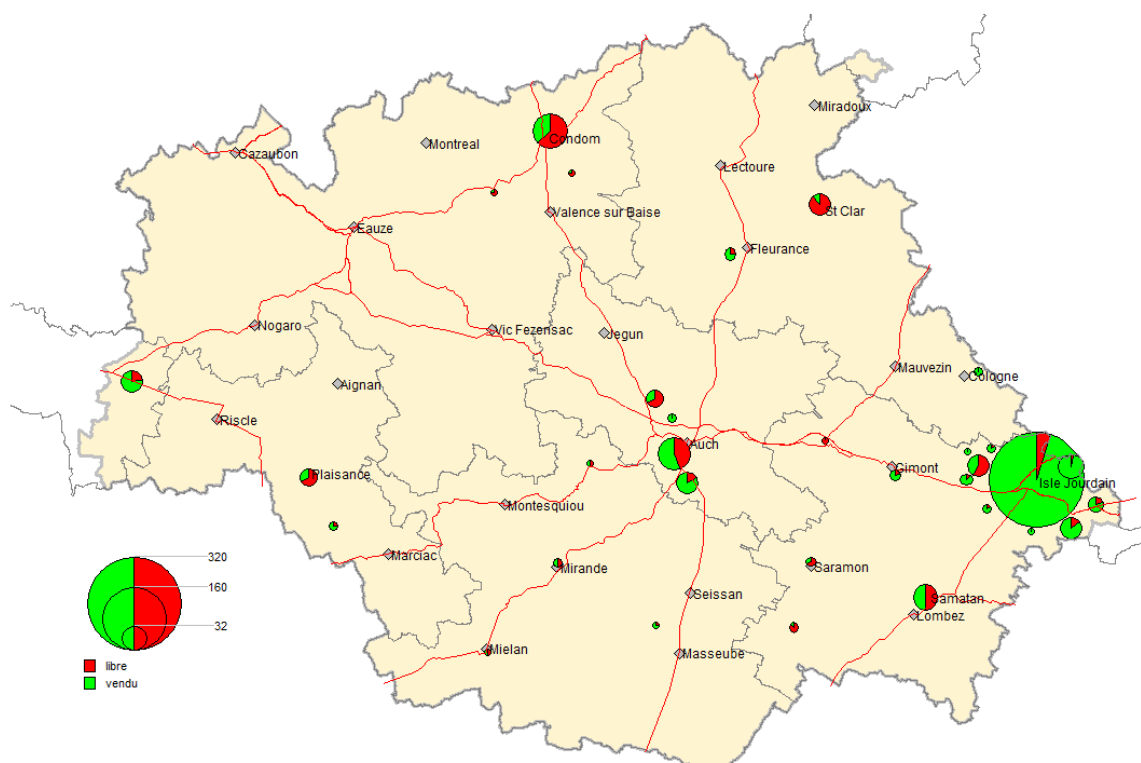 Miradoux
Condom
Montreal
Cazaubon
Lectoure
St Clar
Valence sur Baise
Eauze
Fleurance
Nogaro
Vic Fezensac
Jegun
Mauvezin
Cologne
Aignan
Riscle
Auch
Gimont
Plaisance
Isle Jourdain
Montesquiou
Marciac
320
160
Mirande
Saramon
Seissan
Samatan
Lombez
32
Mielan
Masseube
libre
vendu